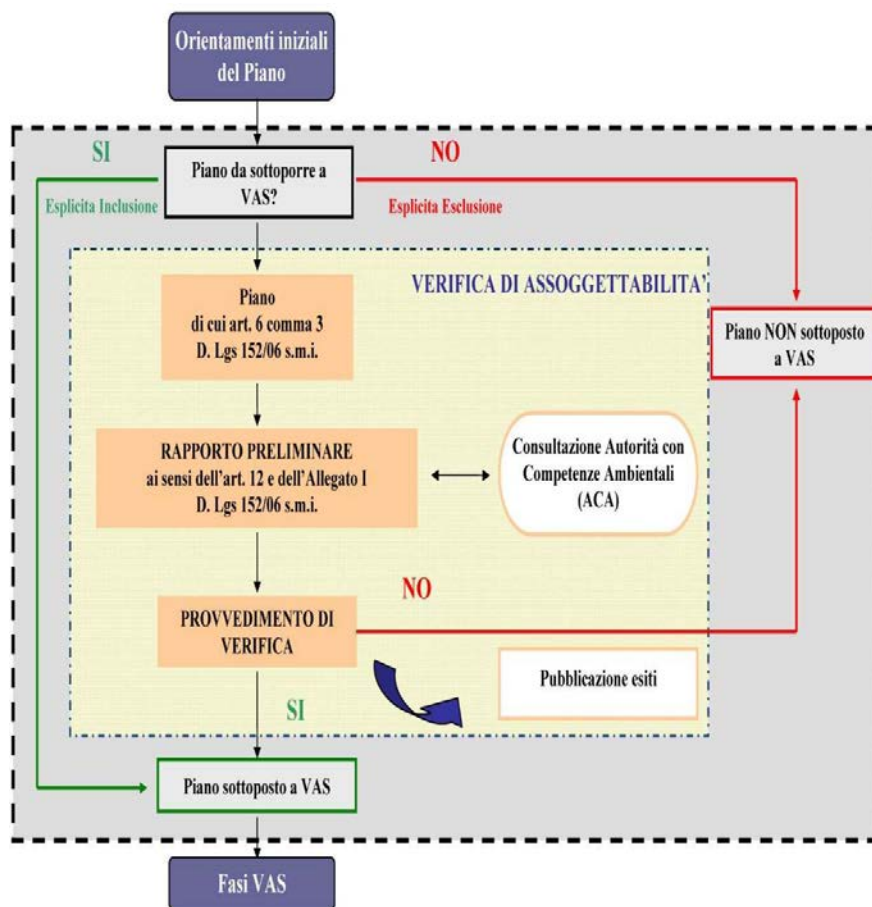 Orientamenti iniziali
del Piano
SI
NO
Piano da sottoporre a
VAS?
Esplicita Inclusione
Esplicita Esclusione
VERIFICA DI ASSOGGETTABILITA'
Piano
di cui art. 6 comma 3
D. Lgs 152/06 s.m.i.
Piano NON sottoposto
a VAS
RAPPORTO PRELIMINARE
ai sensi dell'art. 12 e dell'Allegato I
D. Lgs 152/06 s.m.i.
Consultazione Autorità con
Competenze Ambientali
(ACA)
NO
PROVVEDIMENTO DI
VERIFICA
Pubblicazione esiti
SI
Piano sottoposto a VAS
Fasi VAS